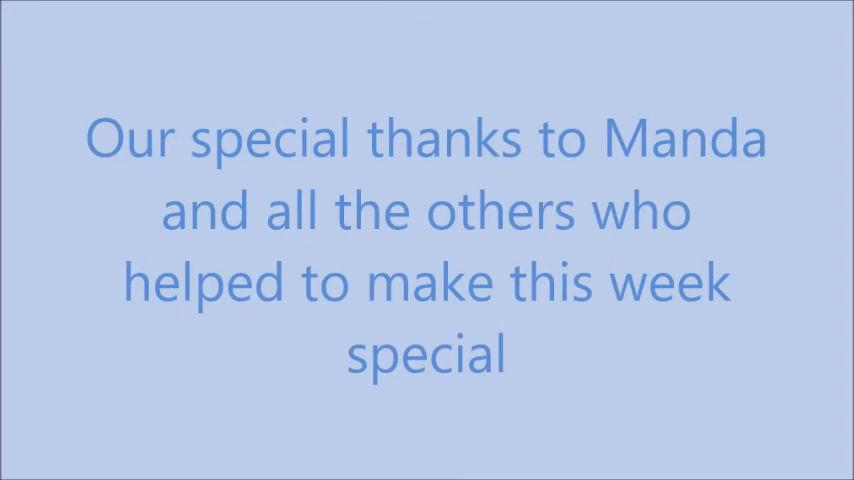 Our special thanks to Manda
and all the others who
helped to make this week
special